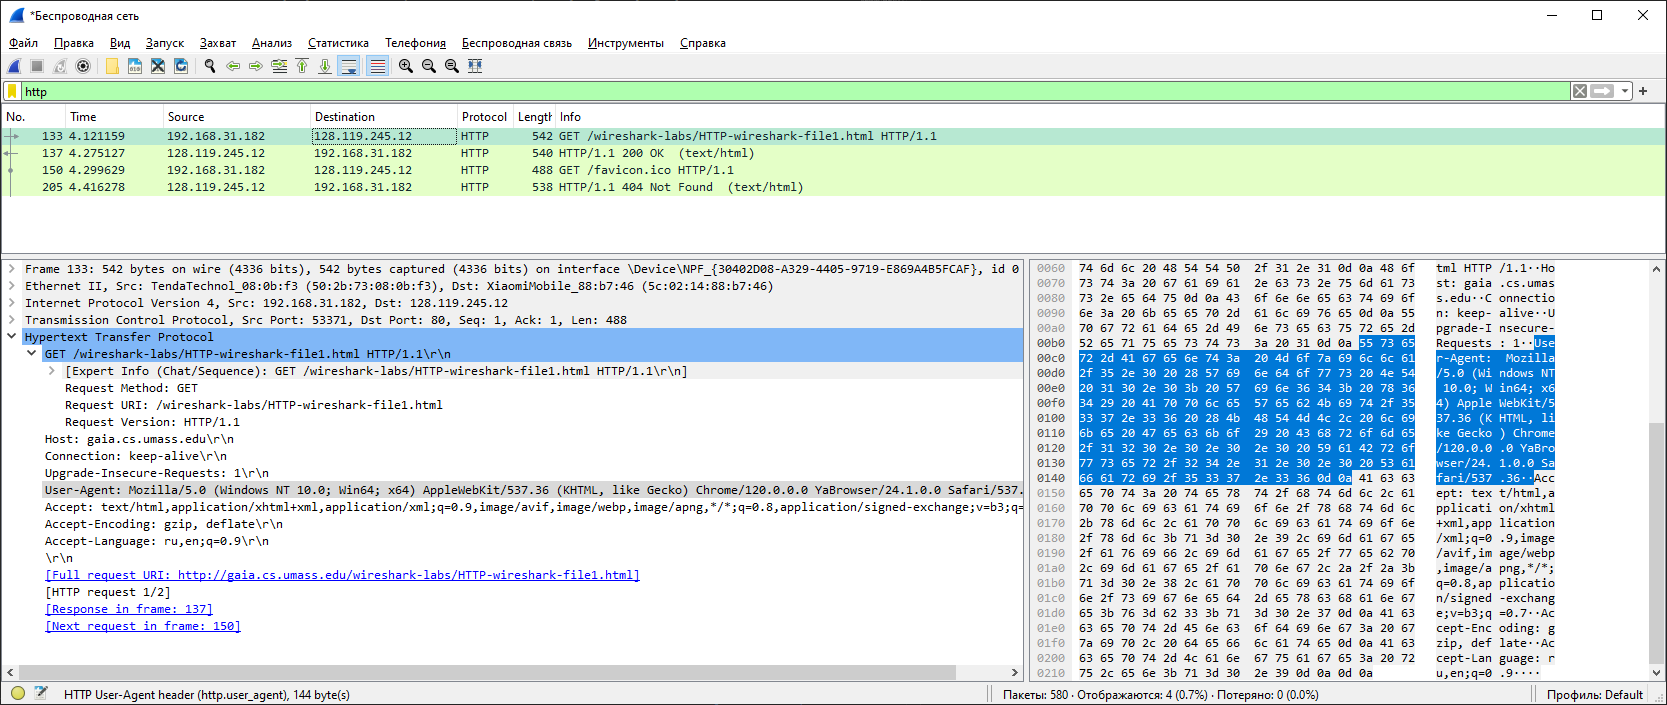 *Беспроводная сеть
Файл Правка Вид Запуск Захват Анализ Статистика Телефония Беспроводная связь Инструменты Справка
http
No. Time Source Destination Protocol Length Info
133 4.121159 192.168.31.182 128.119.245.12 HTTP 542 GET /wireshark-labs/HTTP-wireshark-file1.html HTTP/1.1
137 4.275127 128.119.245.12 192.168.31.182 HTTP 540 HTTP/1.1 200 OK (text/html)
150 4.299629 192.168.31.182 128.119.245.12 HTTP 488 GET /favicon.ico HTTP/1.1
205 4.416278 128.119.245.12 192.168.31.182 HTTP 538 HTTP/1.1 404 Not Found (text/html)
Frame 133: 542 bytes on wire (4336 bits), 542 bytes captured (4336 bits) on interface \Device\NPF_{30402D08-A329-4405-9719-E869A4B5FCAF}, id 0
Ethernet II, Src: TendaTechnol_08:0b:f3 (50:2b:73:08:0b:f3), Dst: XiaomiMobile_88:b7:46 (5c:02:14:88:b7:46)
Internet Protocol Version 4, Src: 192.168.31.182, Dst: 128.119.245.12
Transmission Control Protocol, Src Port: 53371, Dst Port: 80, Seq: 1, Ack: 1, Len: 488
Hypertext Transfer Protocol
GET /wireshark-labs/HTTP-wireshark-file1.html HTTP/1.1\r\n
[Expert Info (Chat/Sequence): GET /wireshark-labs/HTTP-wireshark-file1.html HTTP/1.1\r\n]
Request Method: GET
Request URI: /wireshark-labs/HTTP-wireshark-file1.html
Request Version: HTTP/1.1
Host: gaia.cs.umass.edu\r\n
Connection: keep-alive\r\n
Upgrade-Insecure-Requests: 1\r\n
User-Agent: Mozilla/5.0 (Windows NT 10.0; Win64; x64) AppleWebKit/537.36 (KHTML, like Gecko) Chrome/120.0.0.0 YaBrowser/24.1.0.0 Safari/537.
Accept: text/html,application/xhtml+xml,application/xml;q=0.9,image/avif,image/webp,image/apng,*/*;q=0.8,application/signed-exchange;v=b3;q=
Accept-Encoding: gzip, deflate\r\n
Accept-Language: ru,en;q=0.9\r\n
\r\n
[Full request URI: http://gaia.cs.umass.edu/wireshark-labs/HTTP-wireshark-file1.html]
[HTTP request 1/2]
[Response in frame: 137]
[Next request in frame: 150]
0060 74 6d 6c 20 48 54 54 50 2f 31 2e 31 0d 0a 48 6f tml HTTP /1.1··Ho
0070 73 74 3a 20 67 61 69 61 2e 63 73 2e 75 6d 61 73 st: gaia .cs.umas
0080 73 2e 65 64 75 0d 0a 43 6f 6e 6e 65 63 74 69 6f s.edu··C onnectio
0090 6e 3a 20 6b 65 65 70 2d 61 6c 69 76 65 0d 0a 55 n: keep- alive··U
00a0 70 67 72 61 64 65 2d 49 6e 73 65 63 75 72 65 2d pgrade-I nsecure-
00b0 52 65 71 75 65 73 74 73 3a 20 31 0d 0a 55 73 65 Requests : 1··Use
00c0 72 2d 41 67 65 6e 74 3a 20 4d 6f 7a 69 6c 6c 61 r-Agent: Mozilla
00d0 2f 35 2e 30 20 28 57 69 6e 64 6f 77 73 20 4e 54 /5.0 (Wi ndows NT
00e0 20 31 30 2e 30 3b 20 57 69 6e 36 34 3b 20 78 36 10.0; W in64; x6
00f0 34 29 20 41 70 70 6c 65 57 65 62 4b 69 74 2f 35 4) Apple WebKit/5
0100 33 37 2e 33 36 20 28 4b 48 54 4d 4c 2c 20 6c 69 37.36 (K HTML, li
0110 6b 65 20 47 65 63 6b 6f 29 20 43 68 72 6f 6d 65 ke Gecko ) Chrome
0120 2f 31 32 30 2e 30 2e 30 2e 30 20 59 61 42 72 6f /120.0.0 .0 YaBro
0130 77 73 65 72 2f 32 34 2e 31 2e 30 2e 30 20 53 61 wser/24. 1.0.0 Sa
0140 66 61 72 69 2f 35 33 37 2e 33 36 0d 0a 41 63 63 fari/537 .36··Acc
0150 65 70 74 3a 20 74 65 78 74 2f 68 74 6d 6c 2c 61 ept: tex t/html,a
0160 70 70 6c 69 63 61 74 69 6f 6e 2f 78 68 74 6d 6c pplicati on/xhtml
0170 2b 78 6d 6c 2c 61 70 70 6c 69 63 61 74 69 6f 6e +xml,app lication
0180 2f 78 6d 6c 3b 71 3d 30 2e 39 2c 69 6d 61 67 65 /xml;q=0 .9,image
0190 2f 61 76 69 66 2c 69 6d 61 67 65 2f 77 65 62 70 /avif,im age/webp
01a0 2c 69 6d 61 67 65 2f 61 70 6e 67 2c 2a 2f 2a 3b ,image/a png,*/*;
01b0 71 3d 30 2e 38 2c 61 70 70 6c 69 63 61 74 69 6f q=0.8,ap plicatio
01c0 6e 2f 73 69 67 6e 65 64 2d 65 78 63 68 61 6e 67 n/signed -exchang
01d0 65 3b 76 3d 62 33 3b 71 3d 30 2e 37 0d 0a 41 63 e;v=b3;q =0.7··Ac
01e0 63 65 70 74 2d 45 6e 63 6f 64 69 6e 67 3a 20 67 cept-Enc oding: g
01f0 7a 69 70 2c 20 64 65 66 6c 61 74 65 0d 0a 41 63 zip, def late··Ac
0200 63 65 70 74 2d 4c 61 6e 67 75 61 67 65 3a 20 72 cept-Lan guage: r
0210 75 2c 65 6e 3b 71 3d 30 2e 39 0d 0a 0d 0a u,en;q=0 .9····
HTTP User-Agent header (http.user_agent), 144 byte(s)
Пакеты: 580 · Отображаются: 4 (0.7%) · Потеряно: 0 (0.0%)
Профиль: Default